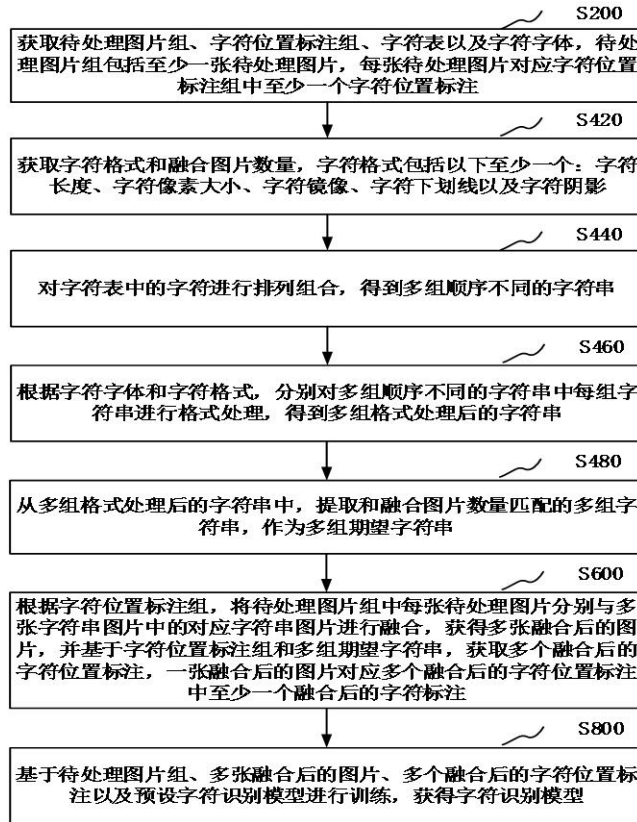 S200
获取待处理图片组、字符位置标注组、字符表以及字符字体，待处
理图片组包括至少一张待处理图片，每张待处理图片对应字符位置
标注组中至少一个字符位置标注
S420
获取字符格式和融合图片数量，字符格式包括以下至少一个：字符
长度、字符像素大小、字符镜像、字符下划线以及字符阴影
S440
对字符表中的字符进行排列组合，得到多组顺序不同的字符串
S460
根据字符字体和字符格式，分别对多组顺序不同的字符串中每组字
符串进行格式处理，得到多组格式处理后的字符串
S480
从多组格式处理后的字符串中，提取和融合图片数量匹配的多组字
符串，作为多组期望字符串
S600
根据字符位置标注组，将待处理图片组中每张待处理图片分别与多
张字符串图片中的对应字符串图片进行融合，获得多张融合后的图
片，并基于字符位置标注组和多组期望字符串，获取多个融合后的
字符位置标注，一张融合后的图片对应多个融合后的字符位置标注
中至少一个融合后的字符标注
S800
基于待处理图片组、多张融合后的图片、多个融合后的字符位置标
注以及预设字符识别模型进行训练，获得字符识别模型